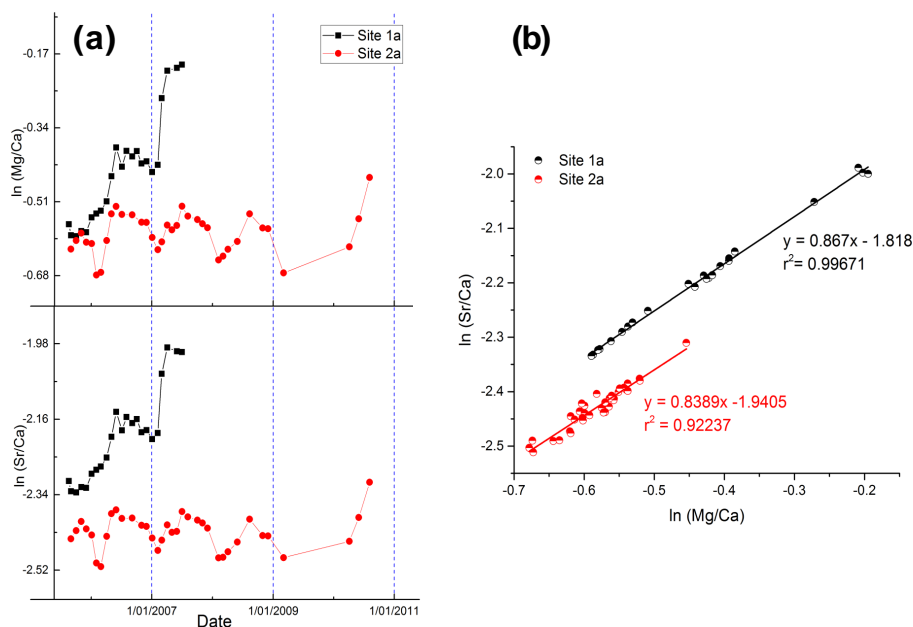 (a)
Site 1a
Site 2a
ln (Mg/Ca)
-0.17
-0.34
-0.51
-0.68
ln (Sr/Ca)
-1.98
-2.16
-2.34
-2.52
1/01/2007
1/01/2009
1/01/2011
Date
(b)
Site 1a
Site 2a
ln (Sr/Ca)
-2.0
-2.1
-2.2
-2.3
-2.4
-2.5
y = 0.867x - 1.818
r2= 0.99671
y = 0.8389x -1.9405
r2 = 0.92237
-0.7
-0.6
-0.5
-0.4
-0.3
-0.2
ln (Mg/Ca)